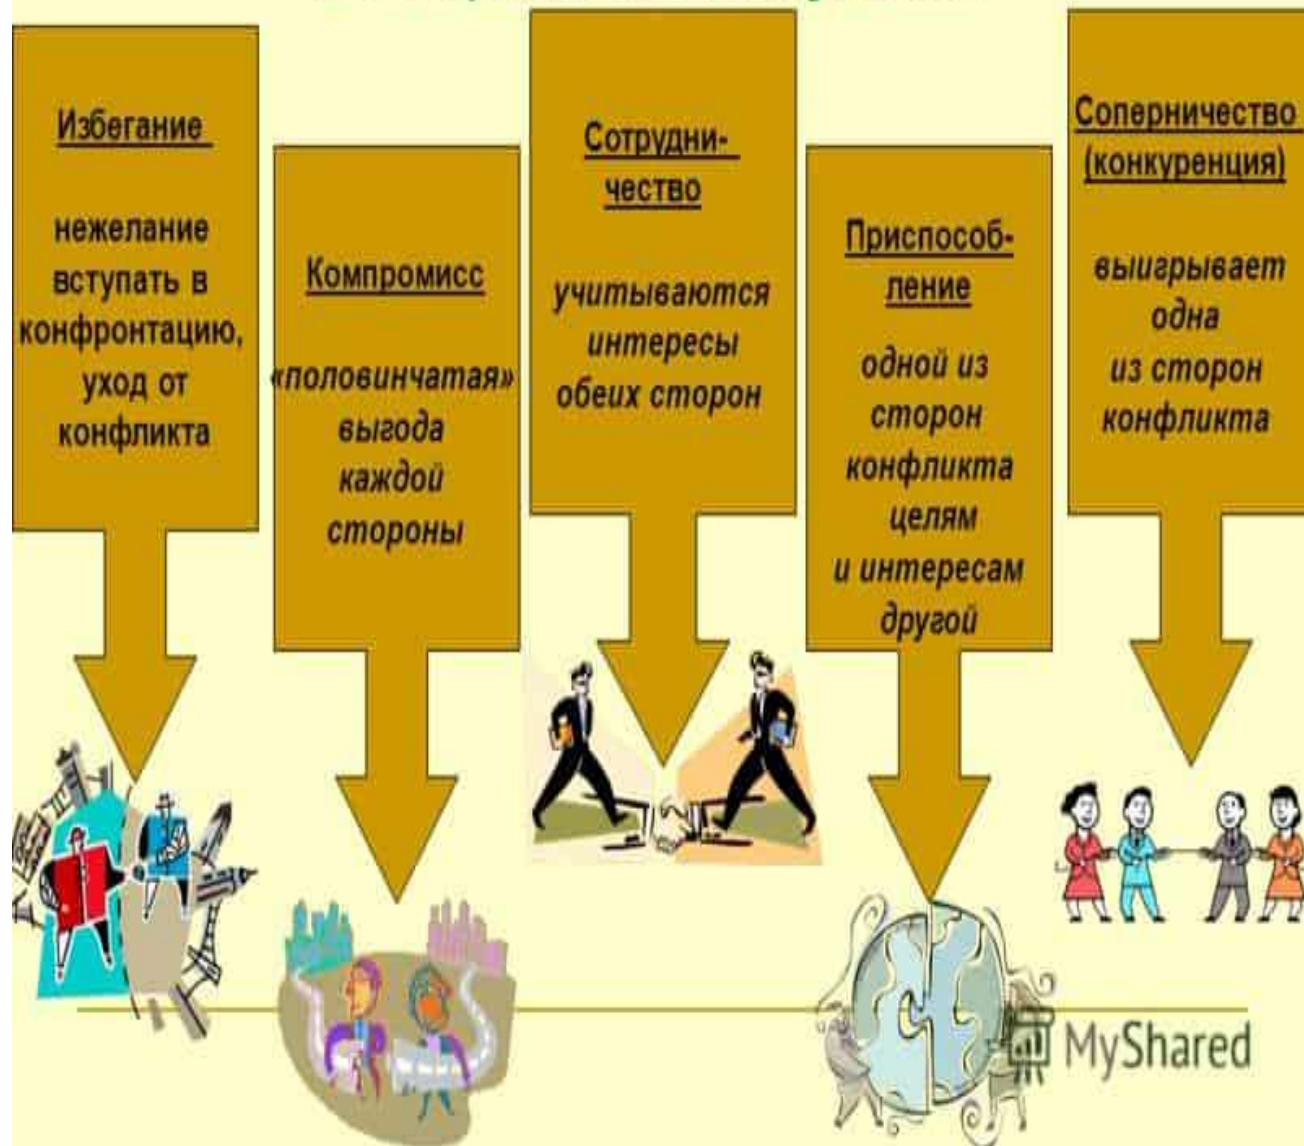 Избегание
нежелание
вступать в
конфронтацию,
уход от
конфликта
Компромисс
«половинчатая»
выгода
каждой
стороны
Сотрудни-
чество
учитываются
интересы
обеих сторон
Приспособ-
ление
одной из
сторон
конфликта
целям
и интересам
другой
Соперничество
(конкуренция)
выигрывает
одна
из сторон
конфликта
MyShared